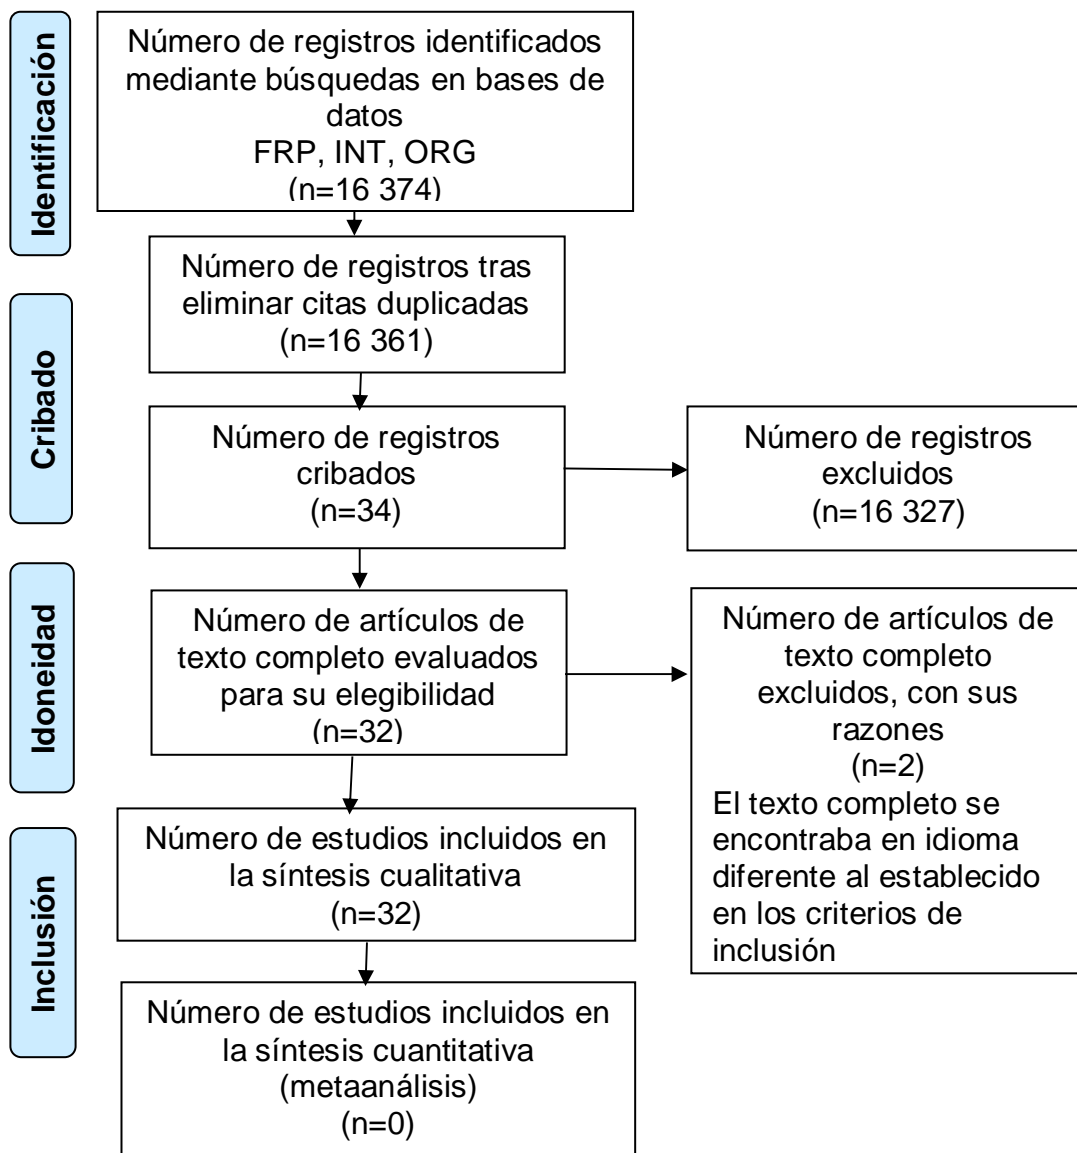 Identificación
Número de registros identificados
mediante búsquedas en bases de
datos
FRP, INT, ORG
(n=16 374)
Número de registros tras
eliminar citas duplicadas
(n=16 361)
Cribado
Número de registros
cribados
(n=34)
Número de registros
excluidos
(n=16 327)
Idoneidad
Número de artículos de
texto completo evaluados
para su elegibilidad
(n=32)
Número de artículos de
texto completo
excluidos, con sus
razones
(n=2)
El texto completo se
encontraba en idioma
diferente al establecido
en los criterios de
inclusión
Inclusión
Número de estudios incluidos en
la síntesis cualitativa
(n=32)
Número de estudios incluidos en
la síntesis cuantitativa
(metaanálisis)
(n=0)